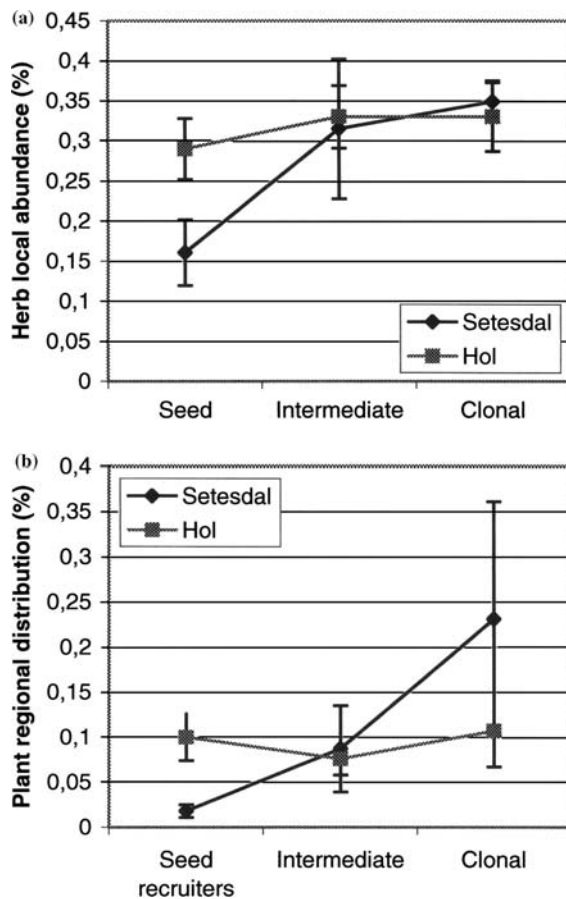 (a)
Herb local abundance (%)
0,45
0,4
0,35
0,3
0,25
0,2
0,15
0,1
0,05
0
Setesdal
Hol
Seed Intermediate Clonal
(b)
Plant regional distribution (%)
0,4
0,35
0,3
0,25
0,2
0,15
0,1
0,05
0
Setesdal
Hol
Seed Intermediate Clonal
recruiters